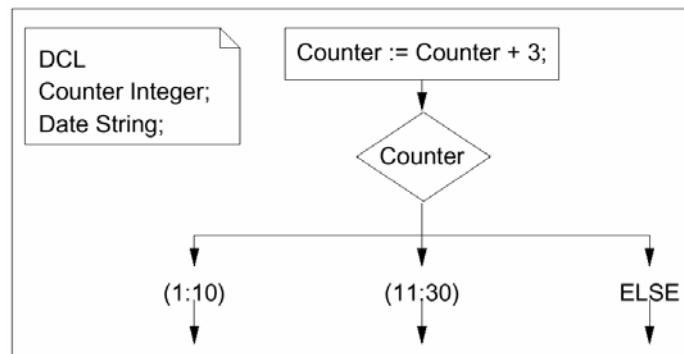 DCL
Counter Integer;
Date String;
Counter := Counter + 3;
Counter
(1:10)
(11:30)
ELSE